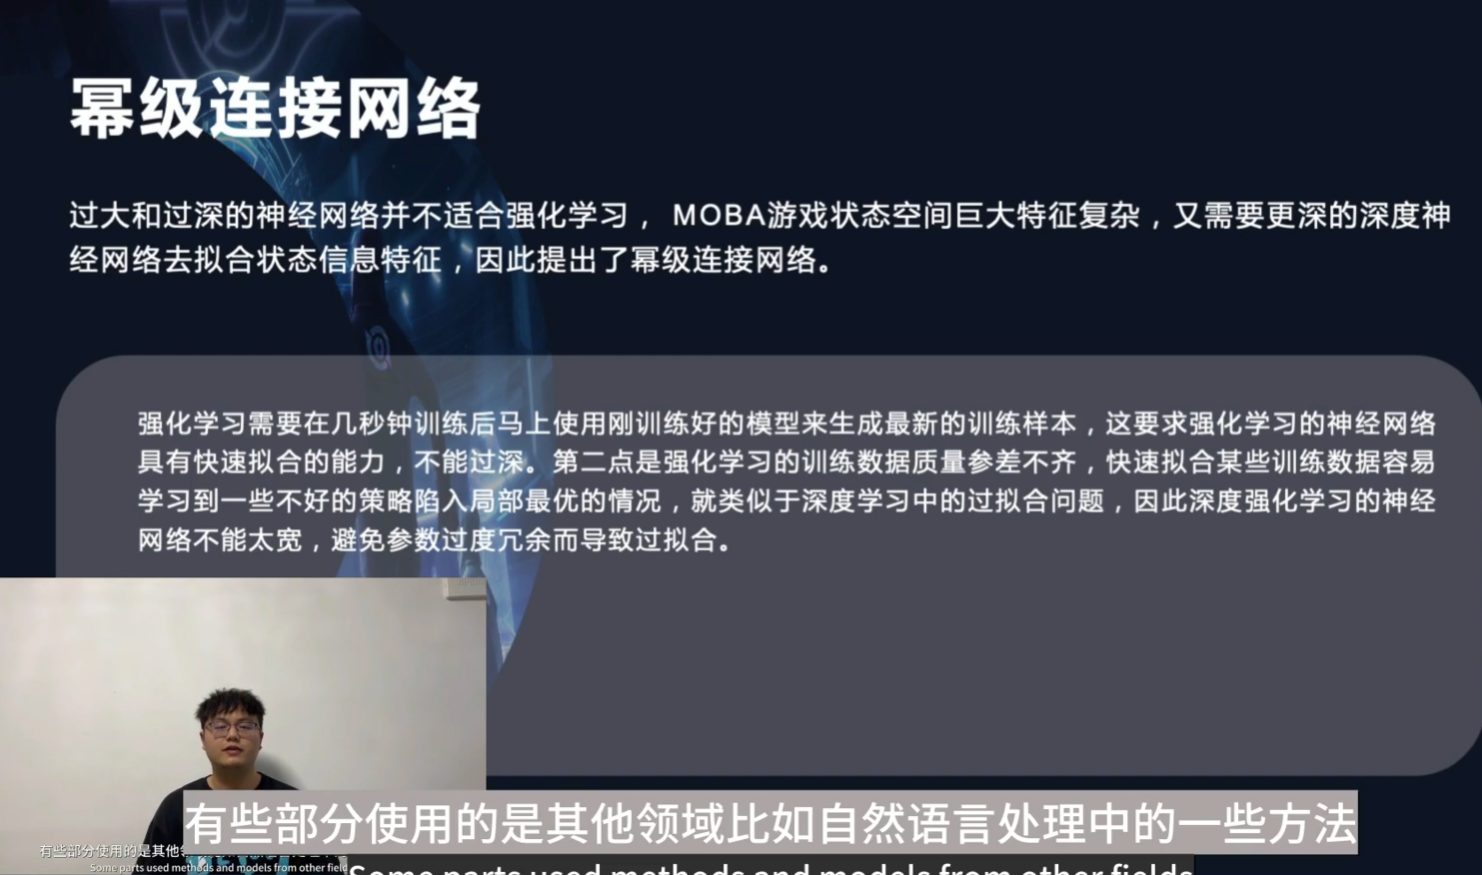 幂级连接网络
过大和过深的神经网络并不适合强化学习， MOBA游戏状态空间巨大特征复杂，又需要更深的深度神
经网络去拟合状态信息特征，因此提出了幂级连接网络。
强化学习需要在几秒钟训练后马上使用刚训练好的模型来生成最新的训练样本，这要求强化学习的神经网络
具有快速拟合的能力，不能过深。第二点是强化学习的训练数据质量参差不齐，快速拟合某些训练数据容易
学习到一些不好的策略陷入局部最优的情况，就类似于深度学习中的过拟合问题，因此深度强化学习的神经
网络不能太宽，避免参数过度冗余而导致过拟合。
有些部分使用的是其他领域比如自然语言处理中的一些方法
有些部分使用的是其他
Some parts used methods and models from other field
Some parts used methods and models from other fields